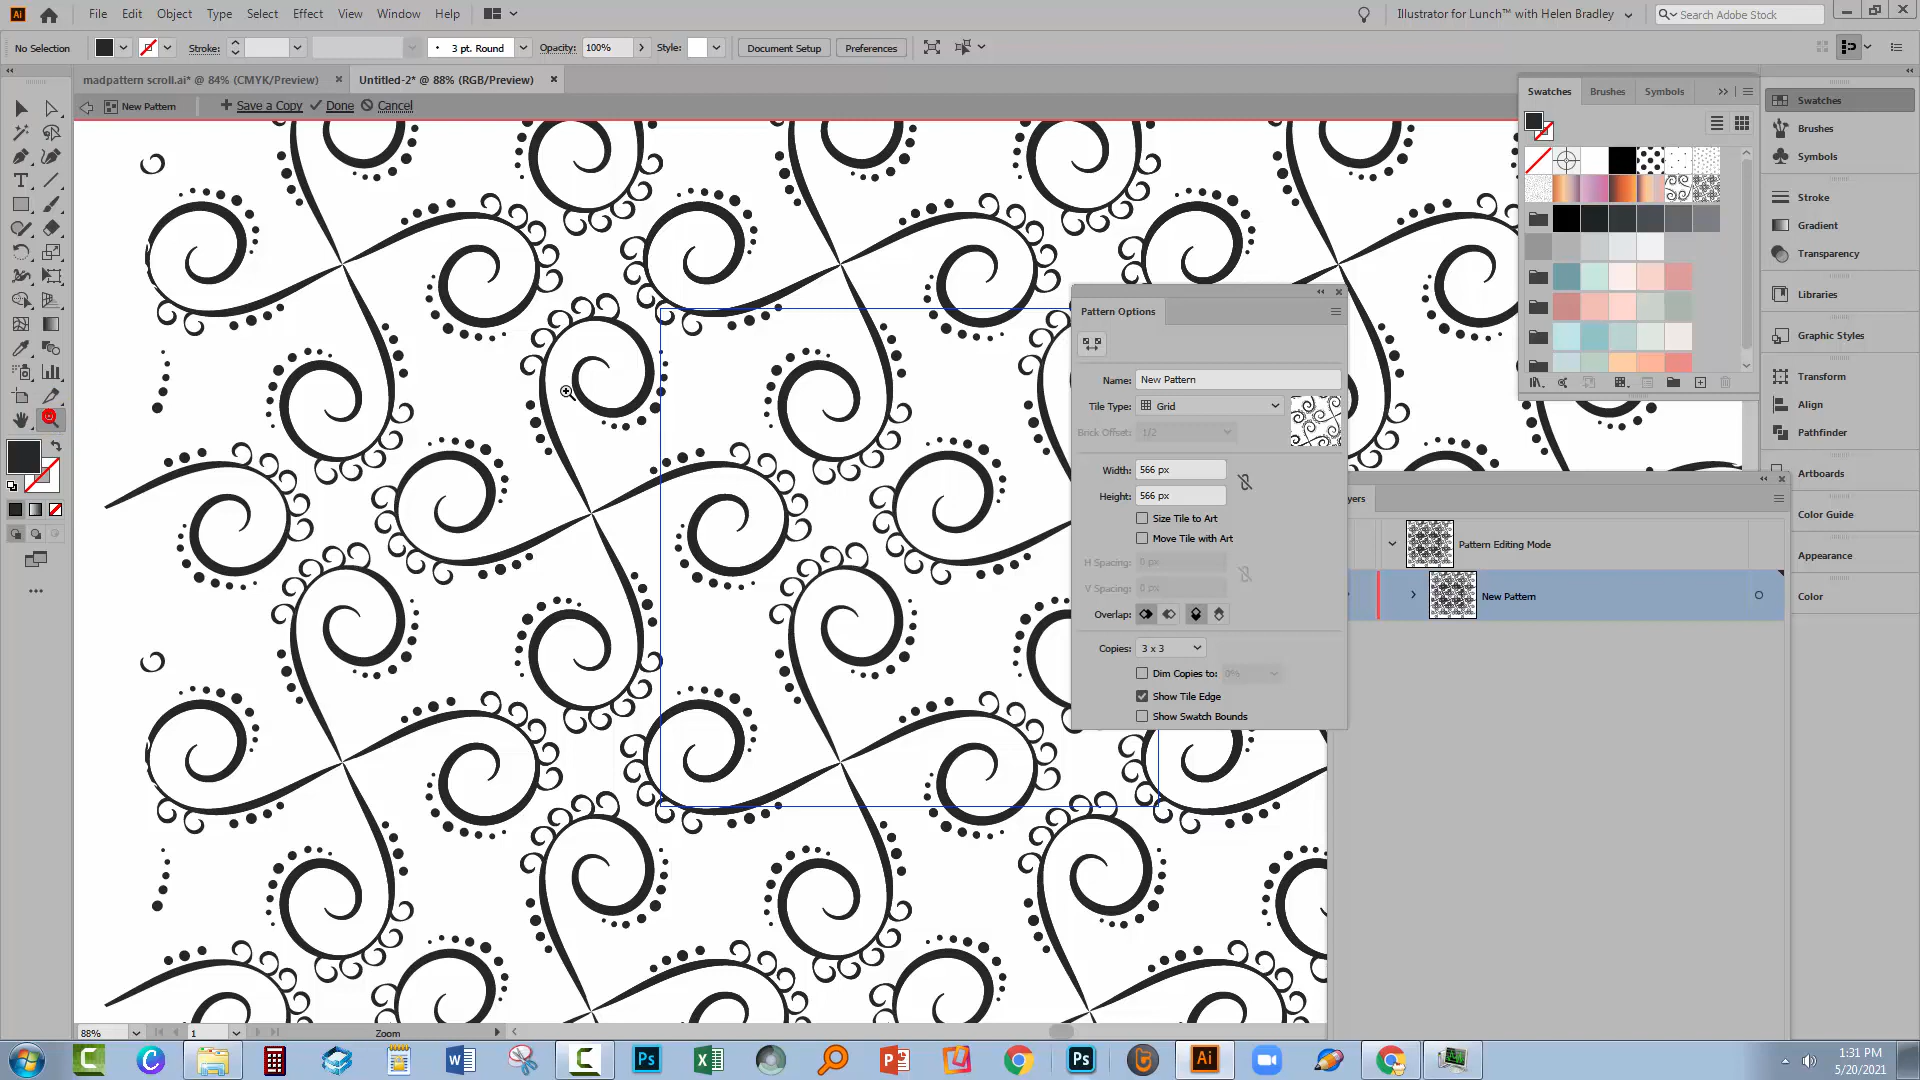 Ai File Edit Object Type Select Effect View Window Help Illustrator for Lunch™ with Helen Bradley Search Adobe Stock
No Selection Stroke: 3 pt. Round Opacity: 100% Style: Document Setup Preferences
madpattern scroll.ai* @ 84% (CMYK/Preview) × Untitled-2* @ 88% (RGB/Preview) ×
New Pattern + Save a Copy Done Cancel
Swatches Brushes Symbols
Swatches
Brushes
Symbols
Stroke
Gradient
Transparency
Libraries
Graphic Styles
Transform
Align
Pathfinder
Artboards
Color Guide
Appearance
Color
Pattern Options
Name: New Pattern
Tile Type: Grid
Brick Offset: 1/2
Width: 566 px
Height: 566 px
Size Tile to Art
Move Tile with Art
H Spacing: 0 px
V Spacing: 0 px
Overlap:
Copies: 3 x 3
Dim Copies to: 0%
Show Tile Edge
Show Swatch Bounds
yers
Pattern Editing Mode
New Pattern
88% 1 Zoom
W Ps X P Ps Ai
1:31 PM
5/20/2021